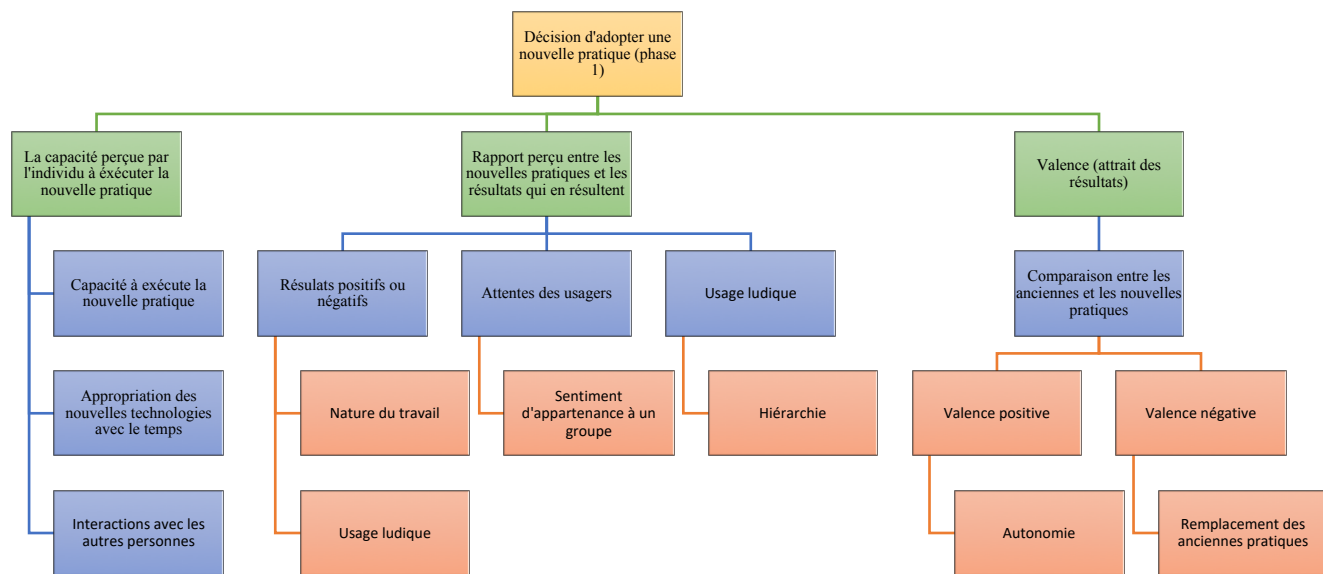 Décision d'adopter une
nouvelle pratique (phase
1)
La capacité perçue par
l'individu à éxécuter la
nouvelle pratique
Rapport perçu entre les
nouvelles pratiques et les
résultats qui en résultent
Valence (attrait des
résultats)
Capacité à exécute la
nouvelle pratique
Résulats positifs ou
négatifs
Attentes des usagers
Usage ludique
Comparaison entre les
anciennes et les nouvelles
pratiques
Appropriation des
nouvelles technologies
avec le temps
Nature du travail
Sentiment
d'appartenance à un
groupe
Hiérarchie
Valence positive
Valence négative
Interactions avec les
autres personnes
Usage ludique
Autonomie
Remplacement des
anciennes pratiques